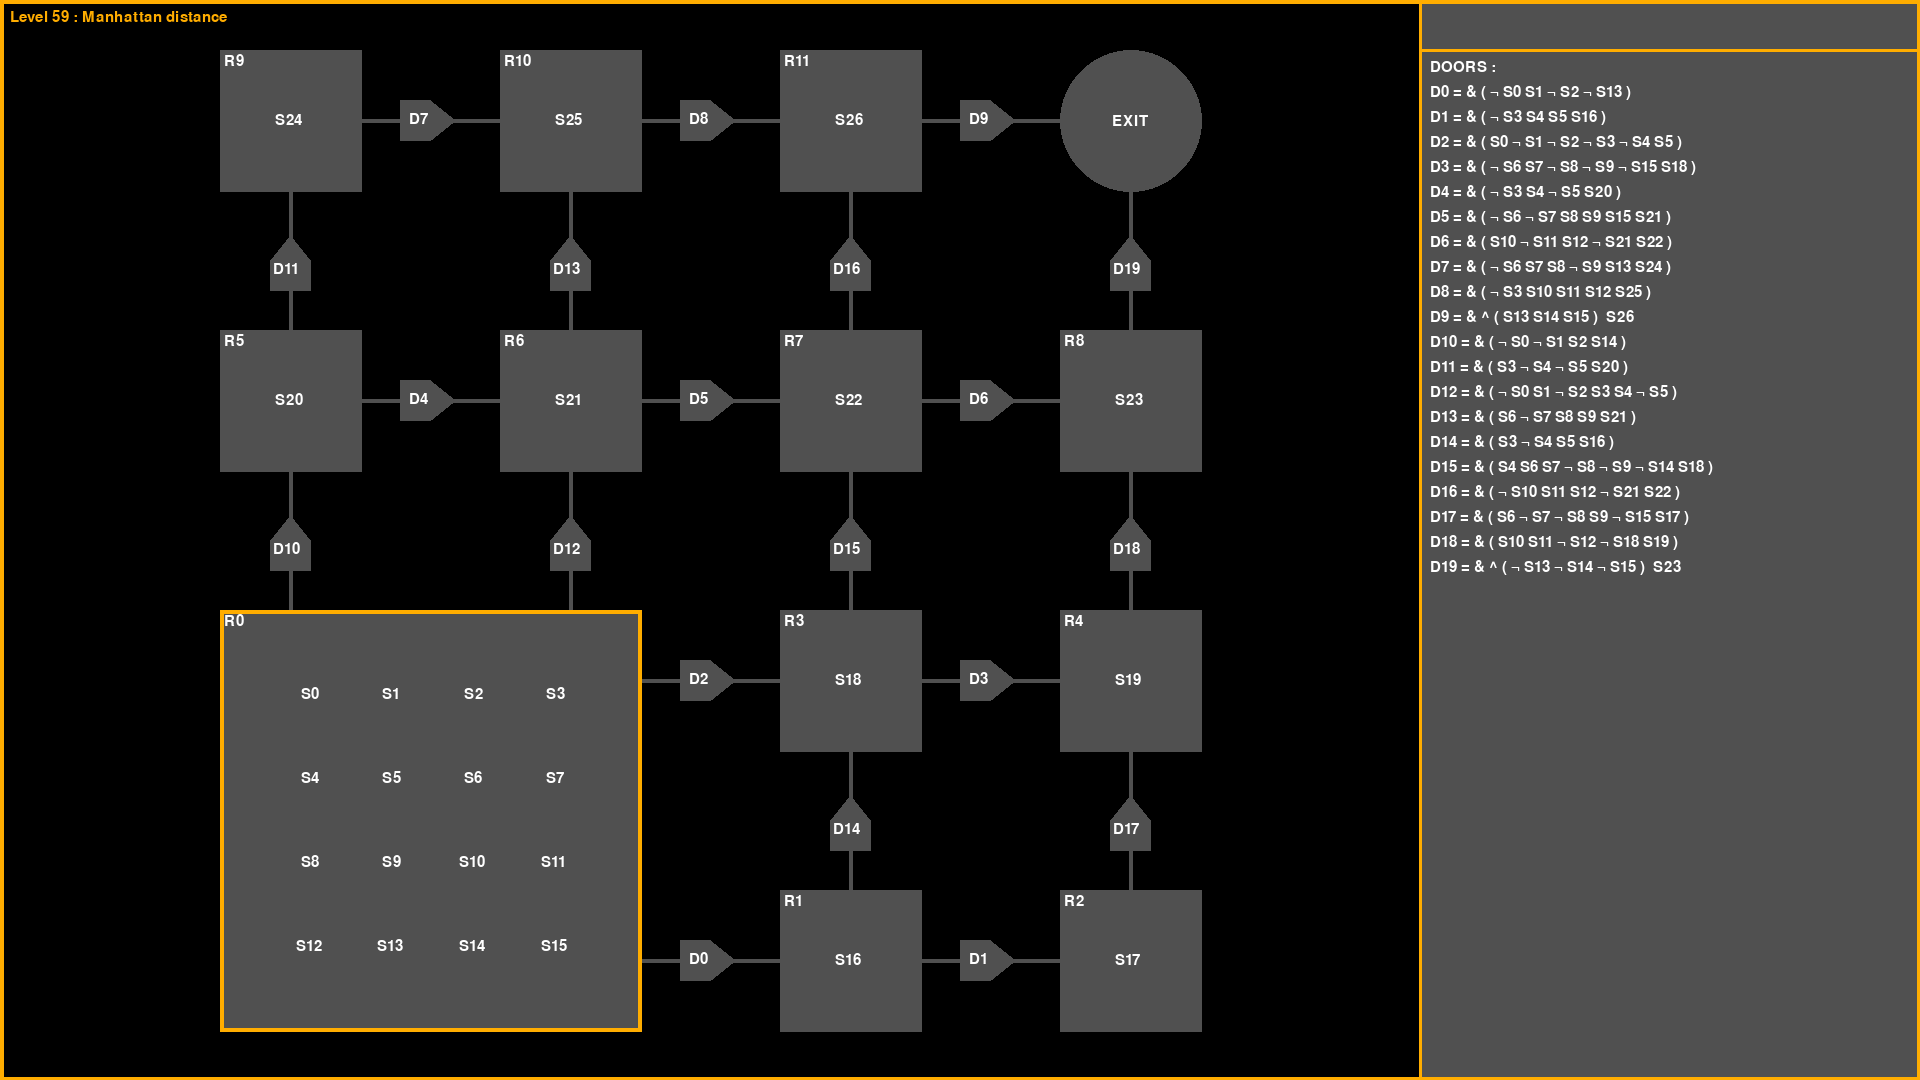 Level 59 : Manhattan distance
R9
S24
D7
R10
S25
D8
R11
S26
D9
EXIT
D11
D13
D16
D19
R5
S20
D4
R6
S21
D5
R7
S22
D6
R8
S23
D10
D12
D15
D18
R0
S0 S1 S2 S3
S4 S5 S6 S7
S8 S9 S10 S11
S12 S13 S14 S15
D2
R3
S18
D3
R4
S19
D14
D17
D0
R1
S16
D1
R2
S17
DOORS :
D0 = & ( ¬ S0 S1 ¬ S2 ¬ S13 )
D1 = & ( ¬ S3 S4 S5 S16 )
D2 = & ( S0 ¬ S1 ¬ S2 ¬ S3 ¬ S4 S5 )
D3 = & ( ¬ S6 S7 ¬ S8 ¬ S9 ¬ S15 S18 )
D4 = & ( ¬ S3 S4 ¬ S5 S20 )
D5 = & ( ¬ S6 ¬ S7 S8 S9 S15 S21 )
D6 = & ( S10 ¬ S11 S12 ¬ S21 S22 )
D7 = & ( ¬ S6 S7 S8 ¬ S9 S13 S24 )
D8 = & ( ¬ S3 S10 S11 S12 S25 )
D9 = & ^ ( S13 S14 S15 ) S26
D10 = & ( ¬ S0 ¬ S1 S2 S14 )
D11 = & ( S3 ¬ S4 ¬ S5 S20 )
D12 = & ( ¬ S0 S1 ¬ S2 S3 S4 ¬ S5 )
D13 = & ( S6 ¬ S7 S8 S9 S21 )
D14 = & ( S3 ¬ S4 S5 S16 )
D15 = & ( S4 S6 S7 ¬ S8 ¬ S9 ¬ S14 S18 )
D16 = & ( ¬ S10 S11 S12 ¬ S21 S22 )
D17 = & ( S6 ¬ S7 ¬ S8 S9 ¬ S15 S17 )
D18 = & ( S10 S11 ¬ S12 ¬ S18 S19 )
D19 = & ^ ( ¬ S13 ¬ S14 ¬ S15 ) S23